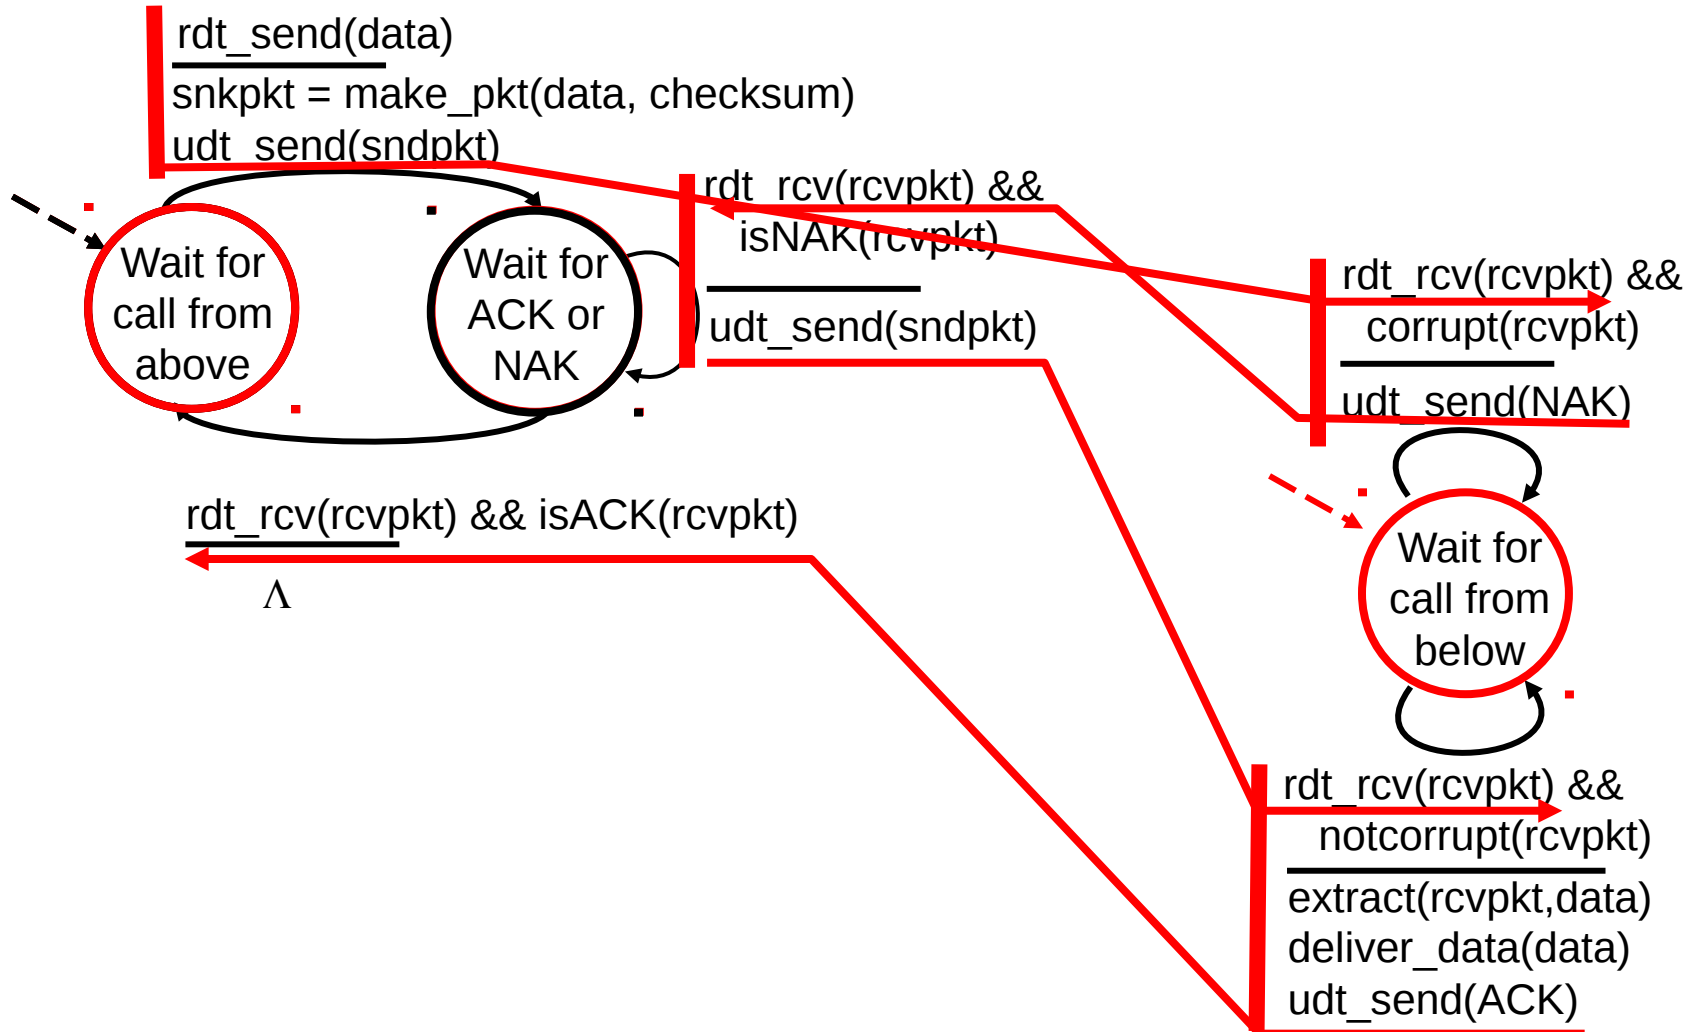 rdt_send(data)
snkpkt = make_pkt(data, checksum)
udt_send(sndpkt)
rdt_rcv(rcvpkt) &&
isNAK(rcvpkt)
udt_send(sndpkt)
Wait for
call from
above
Wait for
ACK or
NAK
rdt_rcv(rcvpkt) && isACK(rcvpkt)
Λ
rdt_rcv(rcvpkt) &&
corrupt(rcvpkt)
udt_send(NAK)
Wait for
call from
below
rdt_rcv(rcvpkt) &&
notcorrupt(rcvpkt)
extract(rcvpkt,data)
deliver_data(data)
udt_send(ACK)